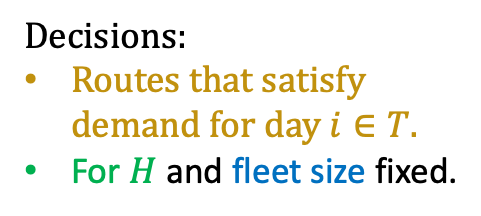 Decisions:
• Routes that satisfy
demand for day i ∈ T.
• For H and fleet size fixed.